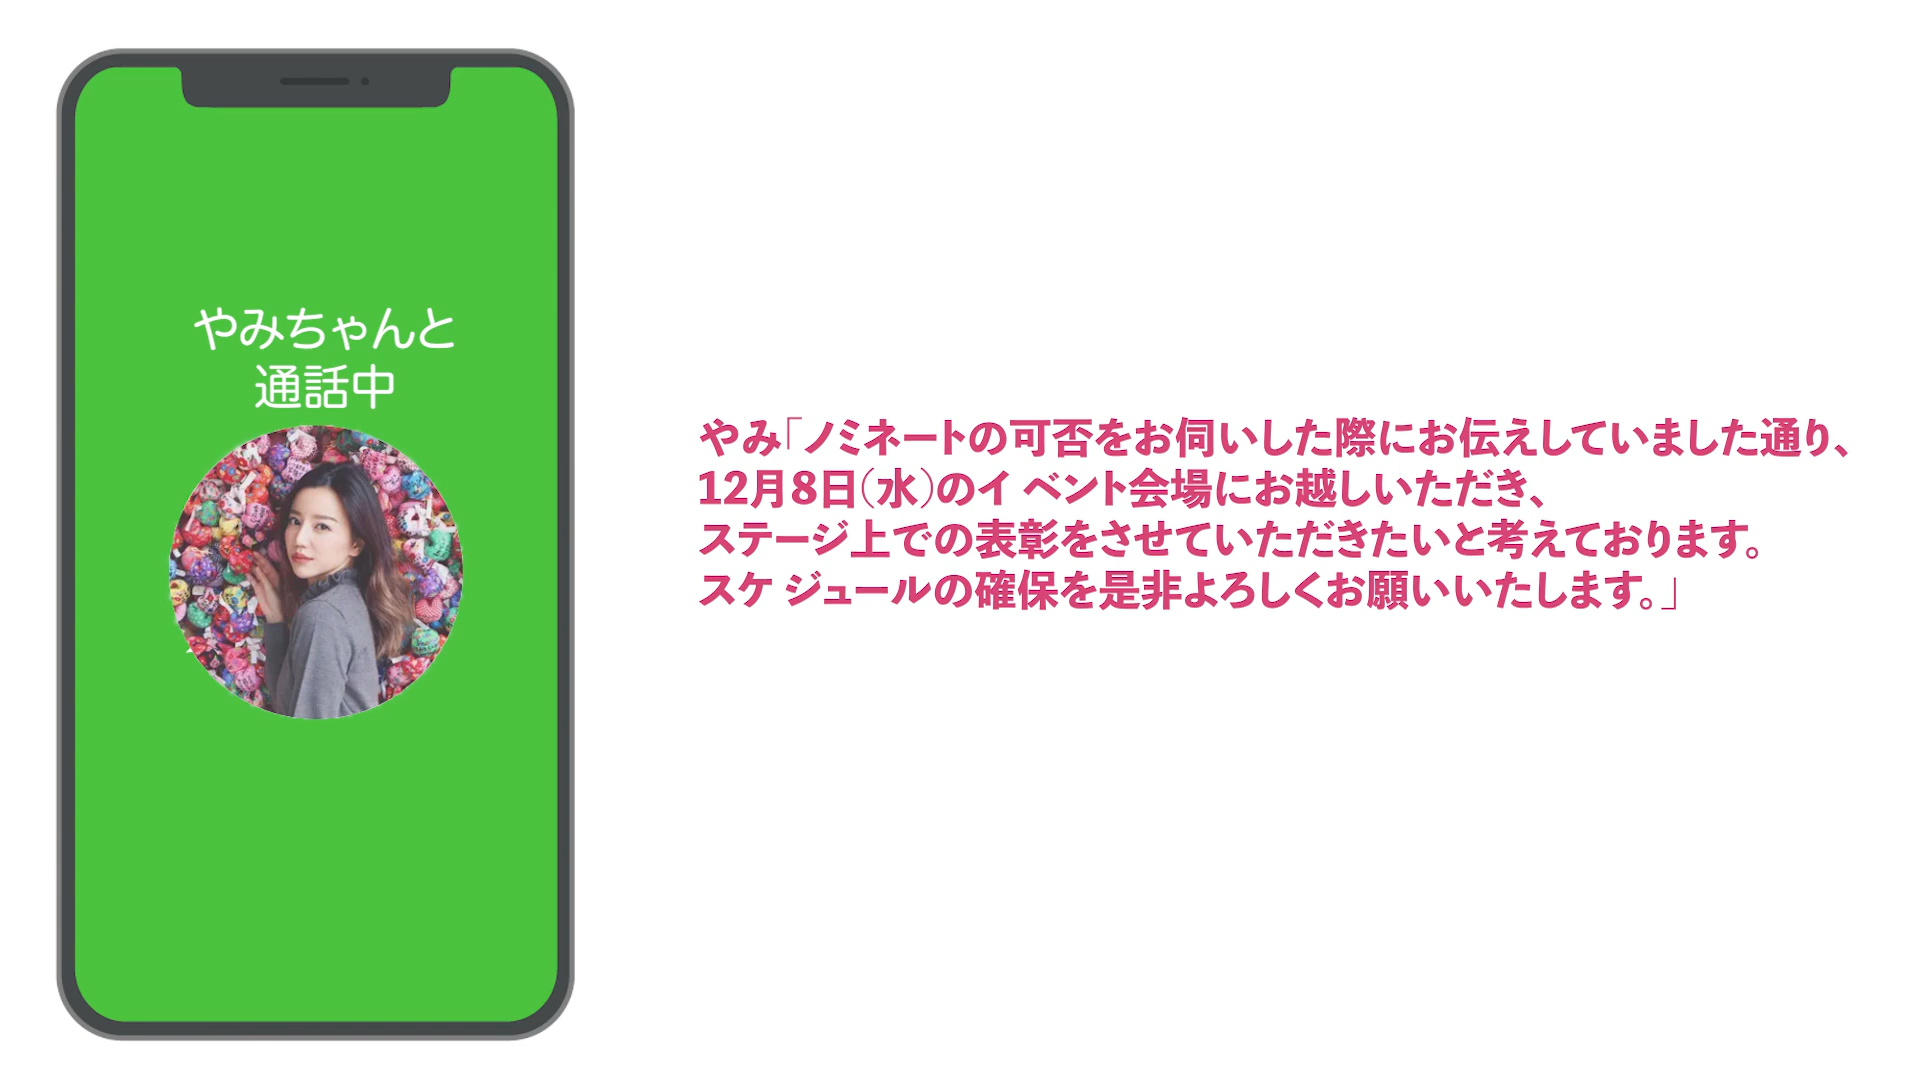 やみちゃんと
通話中
やみ「ノミネートの可否をお伺いした際にお伝えしていました通り、
12月8日(水)のイ ベント会場にお越しいただき、
ステージ上での表彰をさせていただきたいと考えております。
スケ ジュールの確保を是非よろしくお願いいたします。」